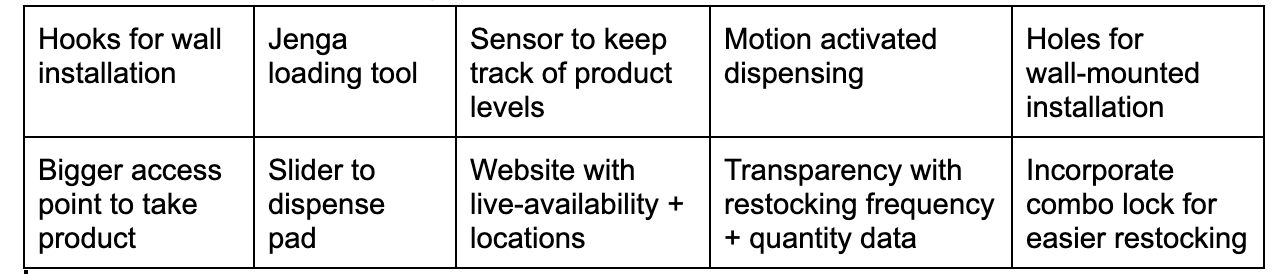 Hooks for wall
installation
Jenga
loading tool
Sensor to keep
track of product
levels
Motion activated
dispensing
Holes for
wall-mounted
installation
Bigger access
point to take
product
Slider to
dispense
pad
Website with
live-availability +
locations
Transparency with
restocking frequency
+ quantity data
Incorporate
combo lock for
easier restocking